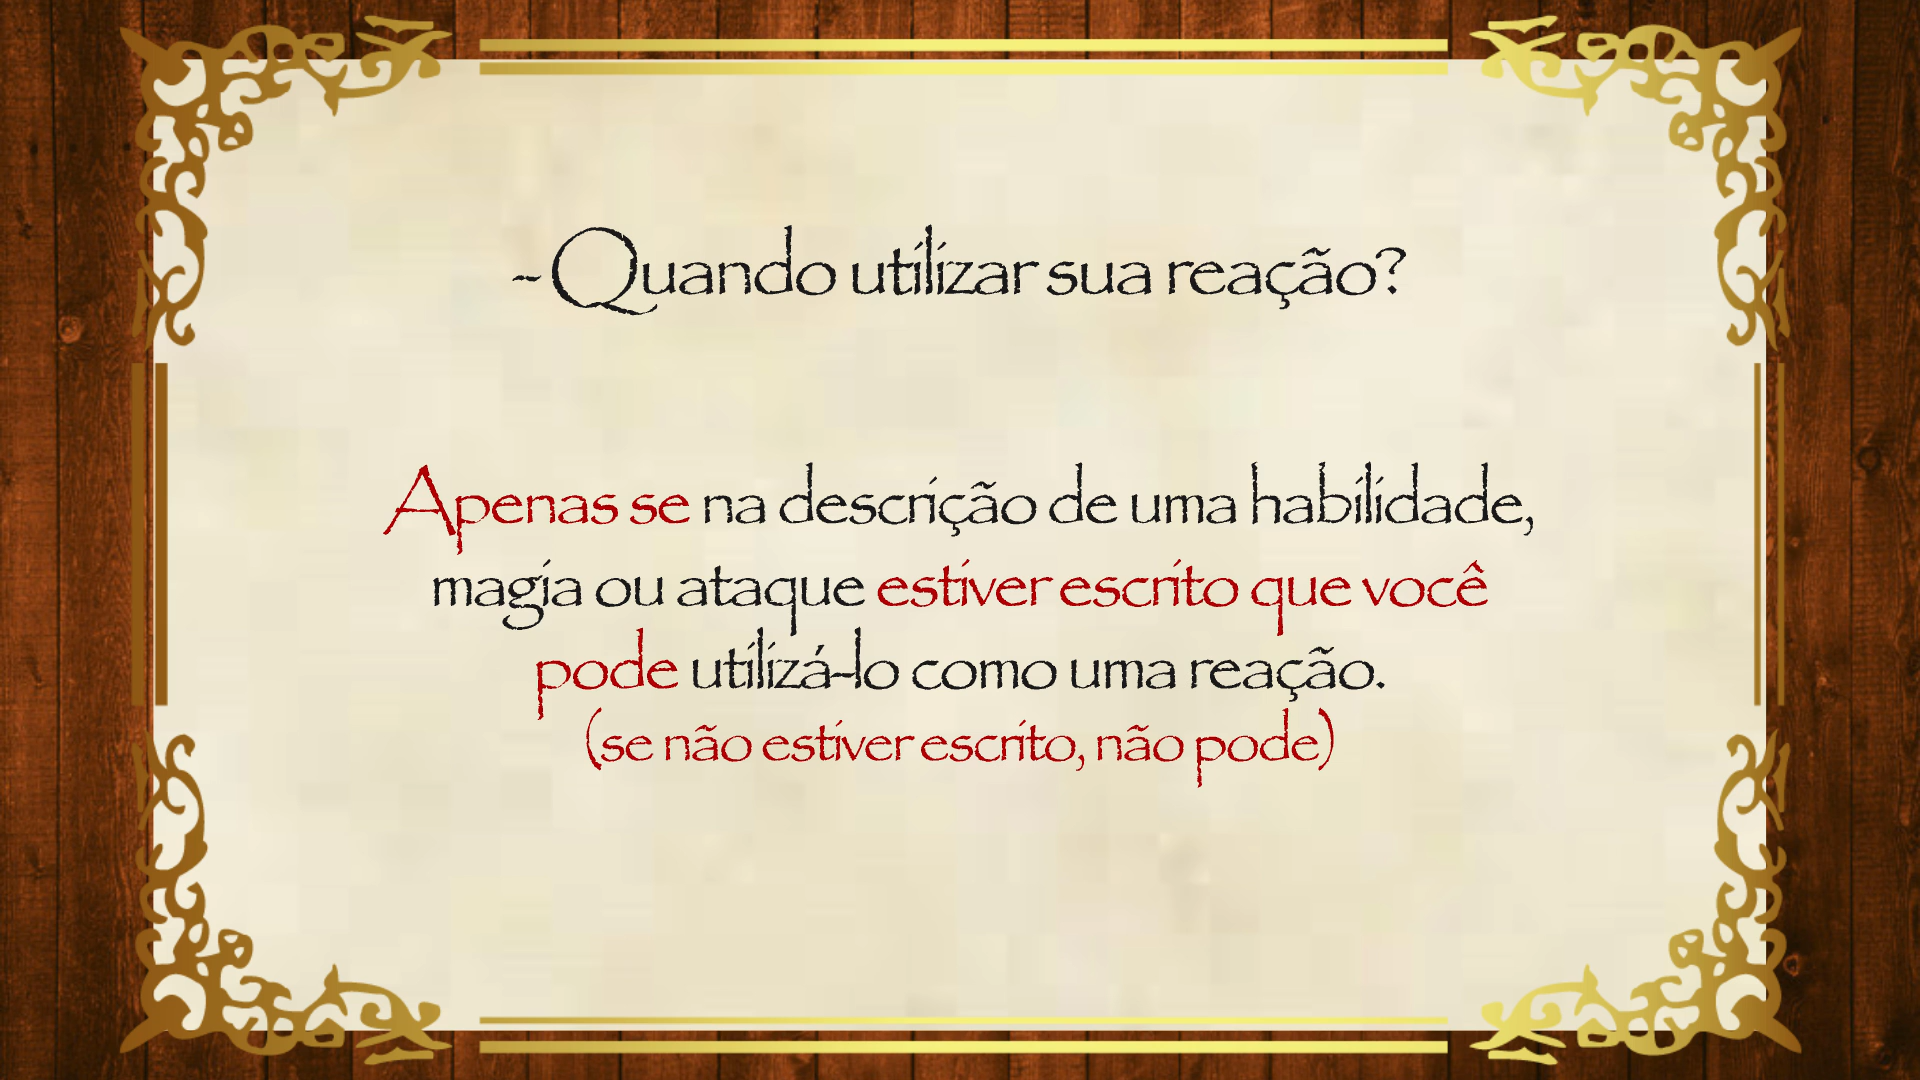 - Quando utilizar sua reação?
Apenas se na descrição de uma habilidade,
magia ou ataque estiver escrito que você
pode utilizá-lo como uma reação.
(se não estiver escrito, não pode)